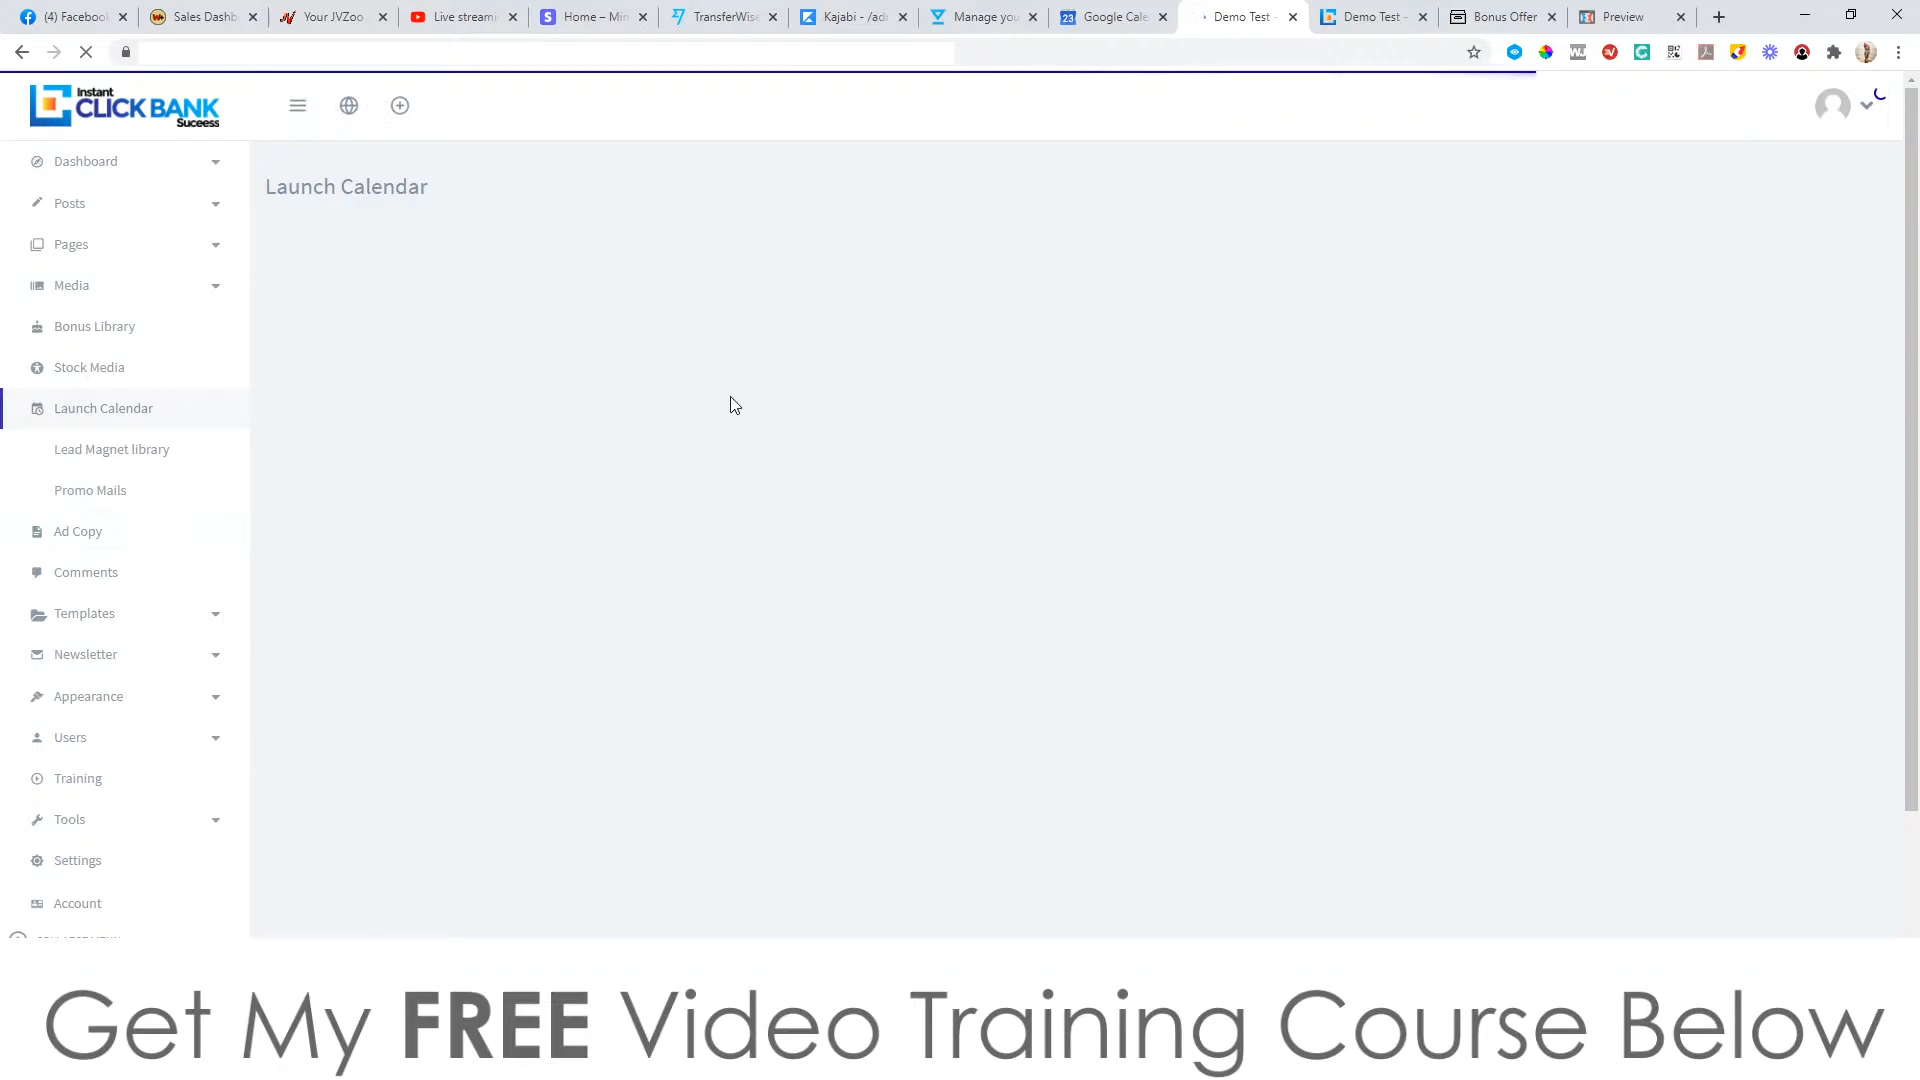 (4) Facebook
Sales Dashb
Your JVZoo
Live streami
Home – Min
TransferWise
Kajabi - /adm
Manage you
Google Cale
Demo Test -
Demo Test -
Bonus Offer
Preview
Instant
CLICK BANK
Success
Dashboard
Posts
Pages
Media
Bonus Library
Stock Media
Launch Calendar
Lead Magnet library
Promo Mails
Ad Copy
Comments
Templates
Newsletter
Appearance
Users
Training
Tools
Settings
Account
Launch Calendar
Get My FREE Video Training Course Below